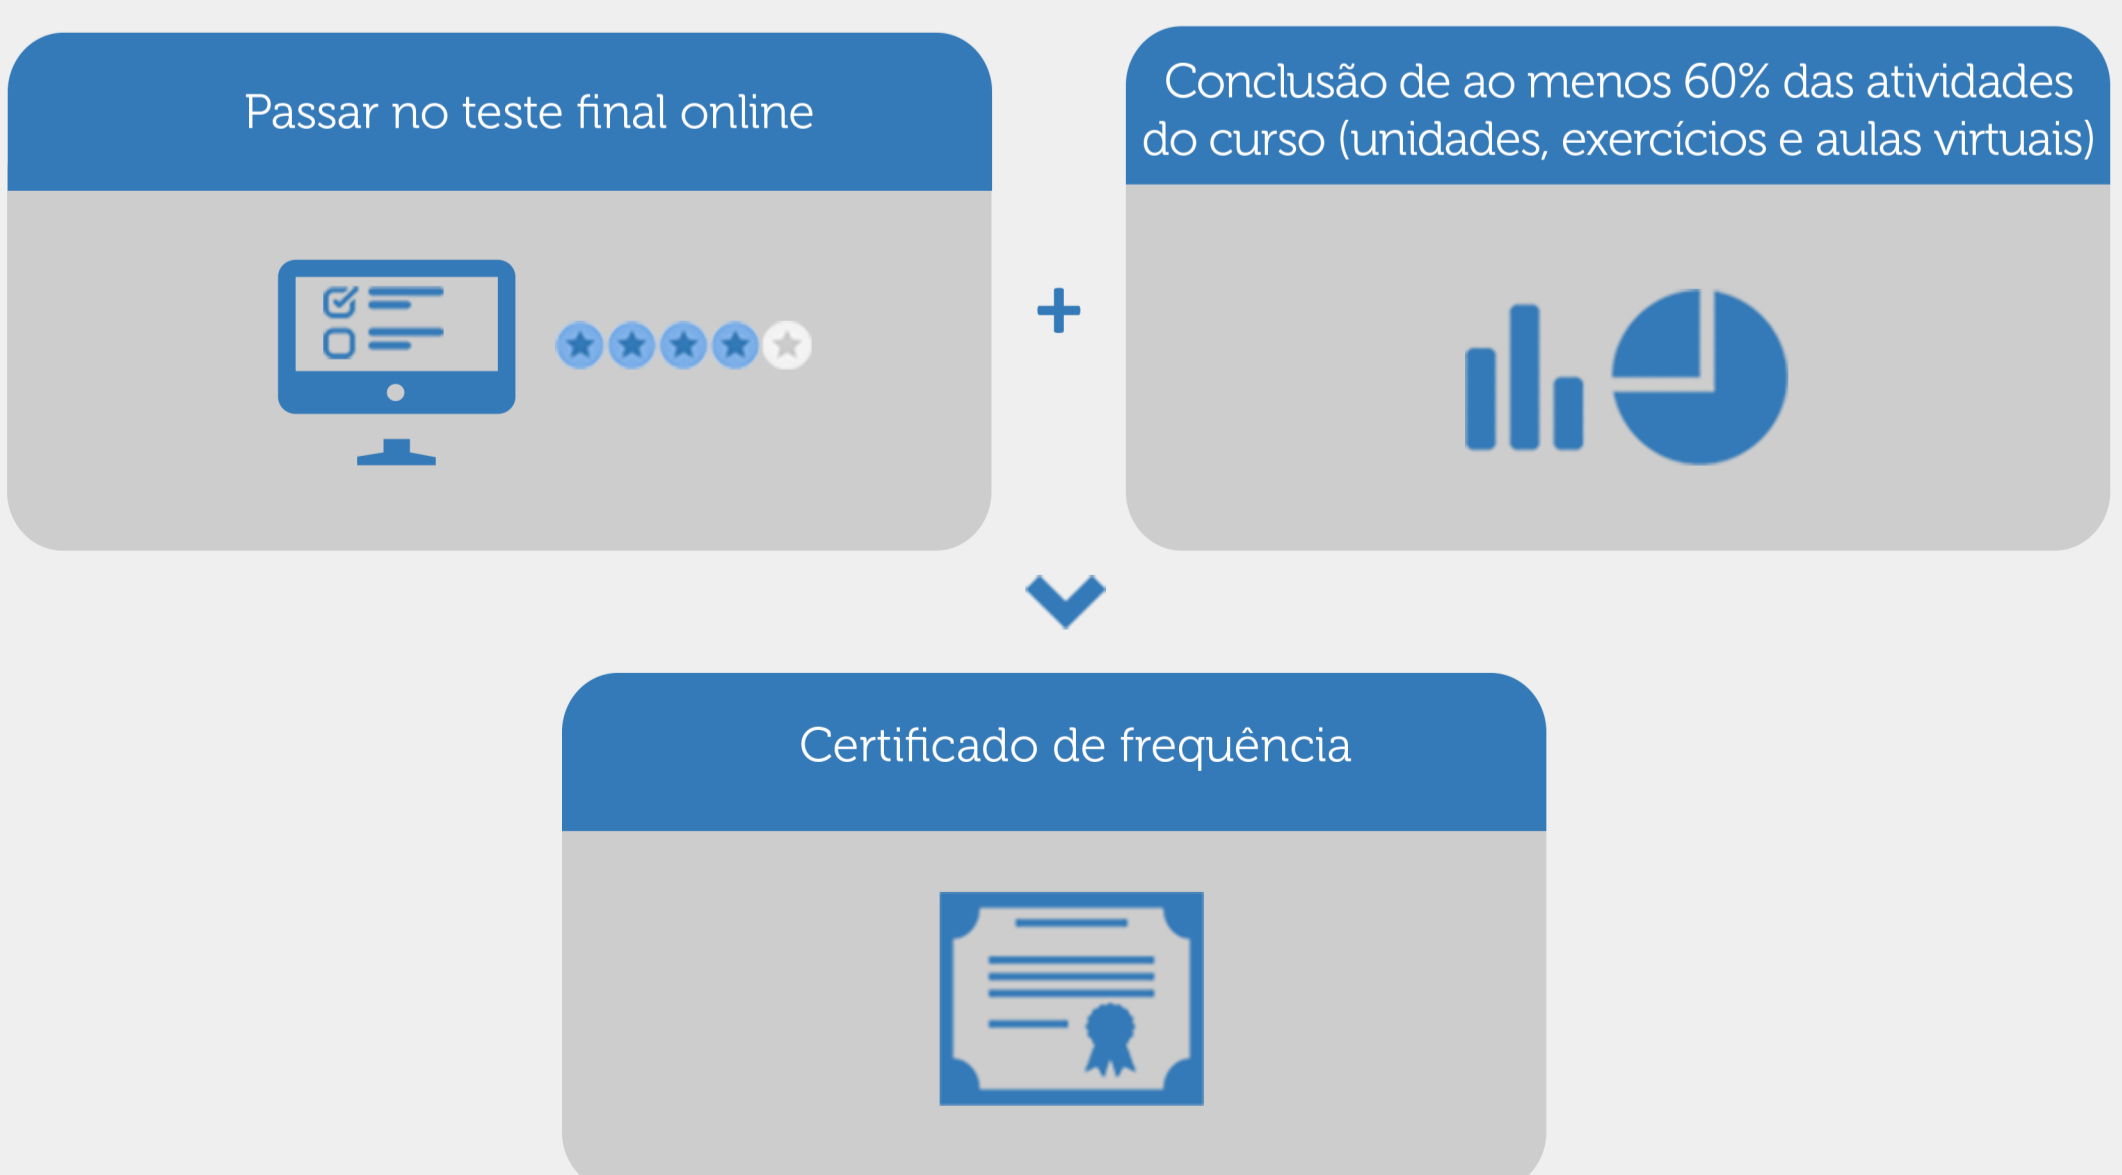 Passar no teste final online
Conclusão de ao menos 60% das atividades
do curso (unidades, exercícios e aulas virtuais)
+
Certificado de frequência